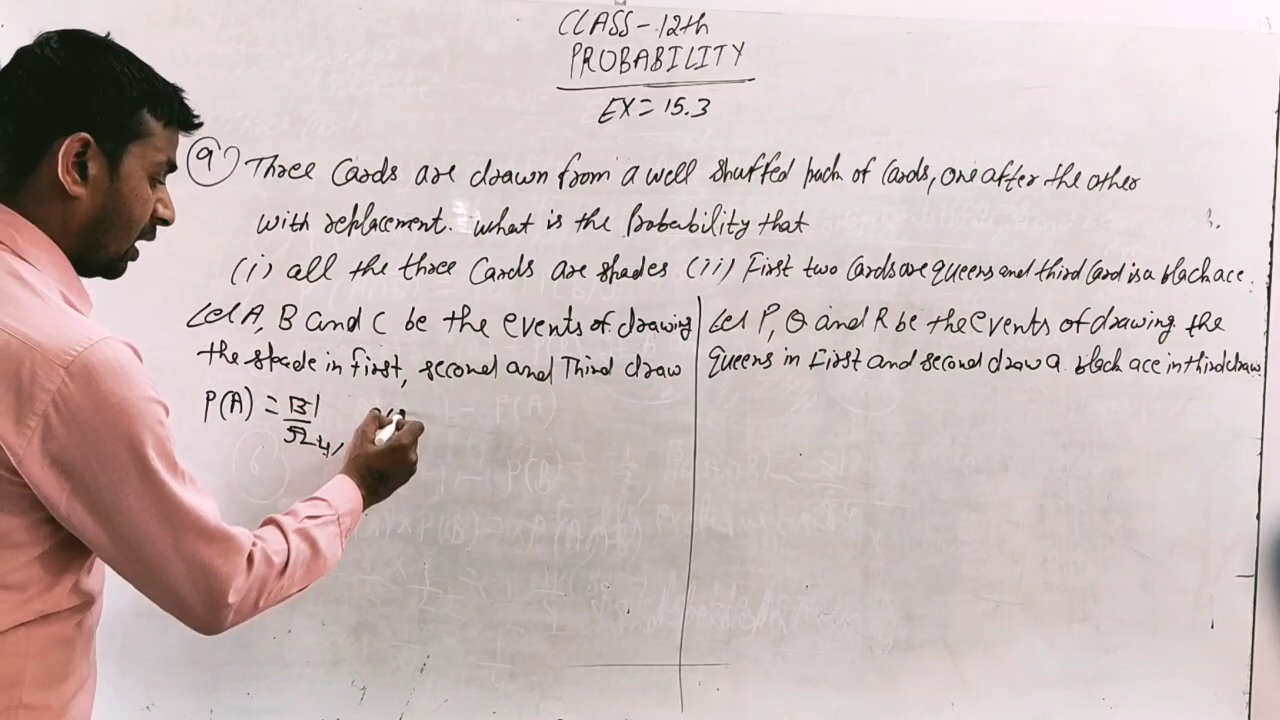 CLASS - 12th
PROBABILITY
EX = 15.3
9 Three Cards are drawn from a well shuffed pack of Cards, one after the other
with replacement. what is the Probability that
(i) all the three Cards are spades (ii) First two Cards are queens and third Card is a black ace.
Let A, B and C be the events of drawing
the spade in first, second and Third draw
P(A) = 13 1 / 52 4,
Let P, Q and R be the events of drawing the
queens in First and second draw a black ace in third draw